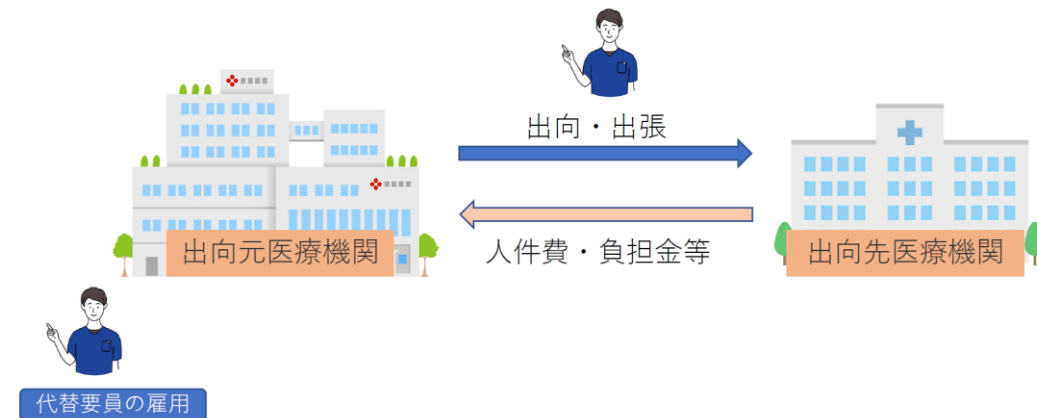 出向・出張
人件費・負担金等
出向元医療機関
出向先医療機関
代替要員の雇用